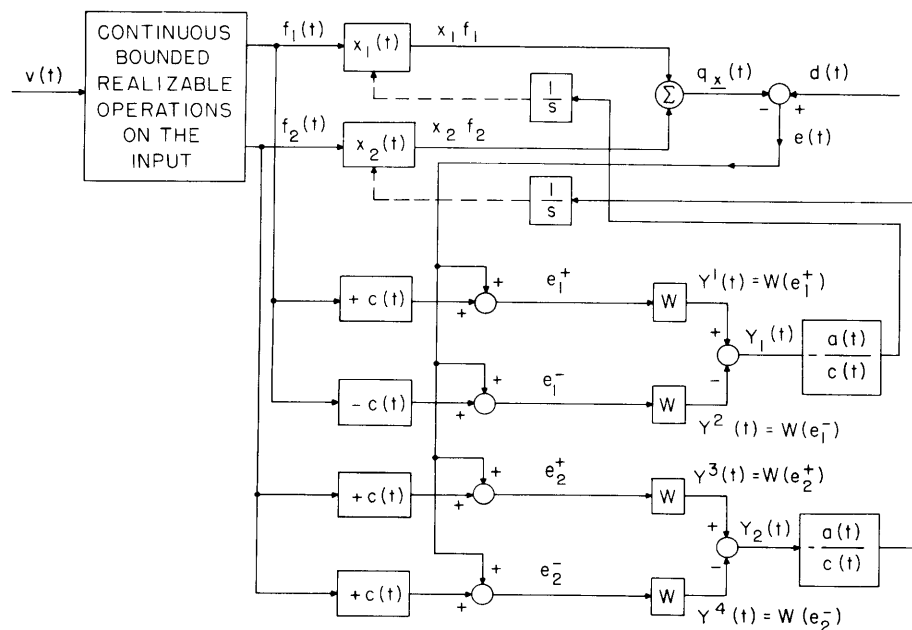 CONTINUOUS
BOUNDED
REALIZABLE
OPERATIONS
ON THE
INPUT
v(t)
f₁(t)
x₁(t)
x₁ f₁
1/s
f₂(t)
x₂(t)
x₂ f₂
1/s
Σ
q_x(t)
−
+
d(t)
e(t)
+ c(t)
+
+
e₁⁺
W
Y¹(t) = W(e₁⁺)
− c(t)
+
+
e₁⁻
W
Y² (t) = W(e₁⁻)
+
−
Y₁(t)
− a(t)/c(t)
+ c(t)
+
+
e₂⁺
W
Y³(t) = W(e₂⁺)
+ c(t)
+
+
e₂⁻
W
Y⁴(t) = W(e₂⁻)
+
−
Y₂(t)
− a(t)/c(t)